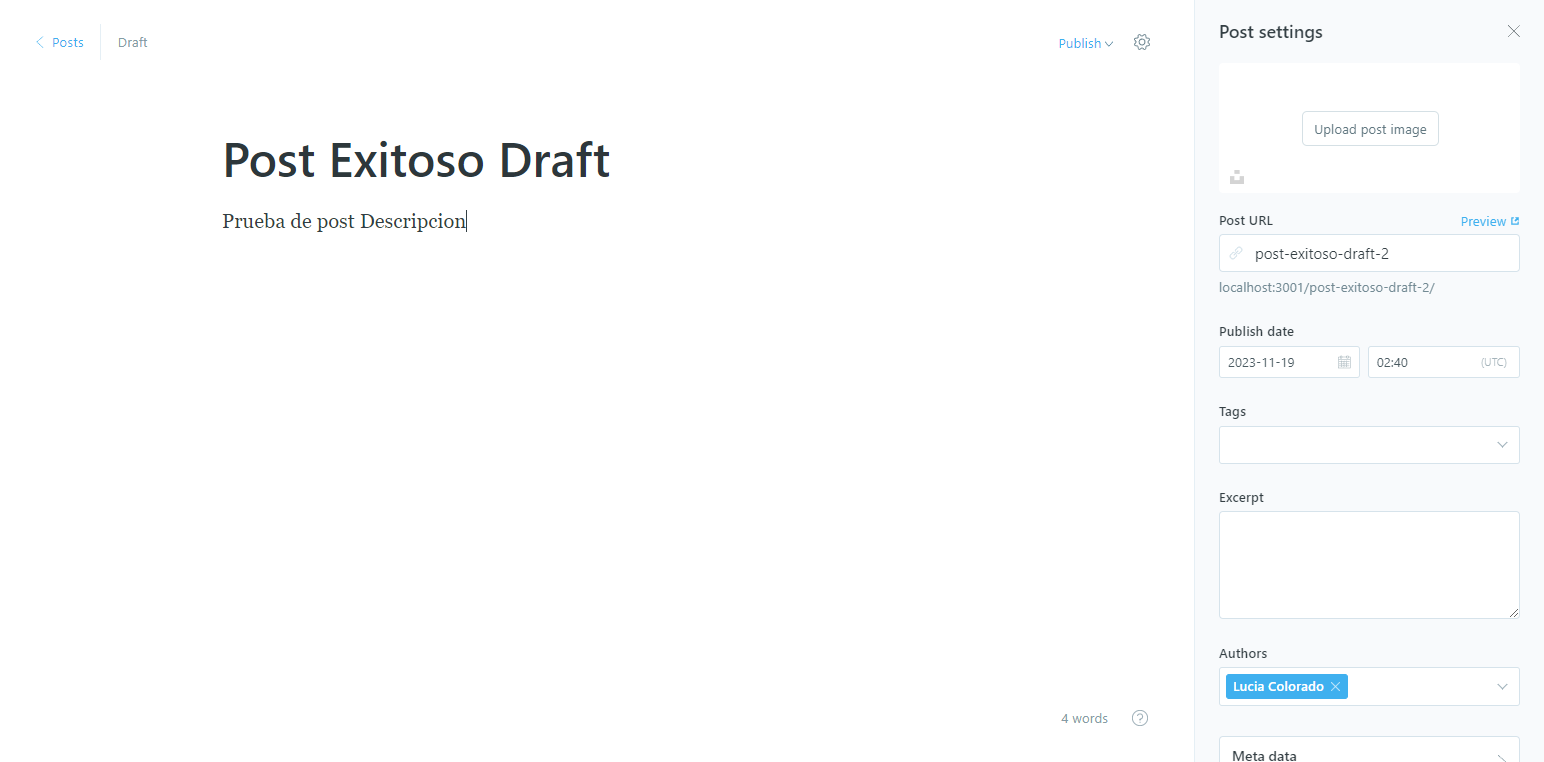 Posts
Draft
Publish
Post Exitoso Draft
Prueba de post Descripcion
4 words
Post settings
Upload post image
Post URL
Preview
post-exitoso-draft-2
localhost:3001/post-exitoso-draft-2/
Publish date
2023-11-19
02:40
(UTC)
Tags
Excerpt
Authors
Lucia Colorado
Meta data